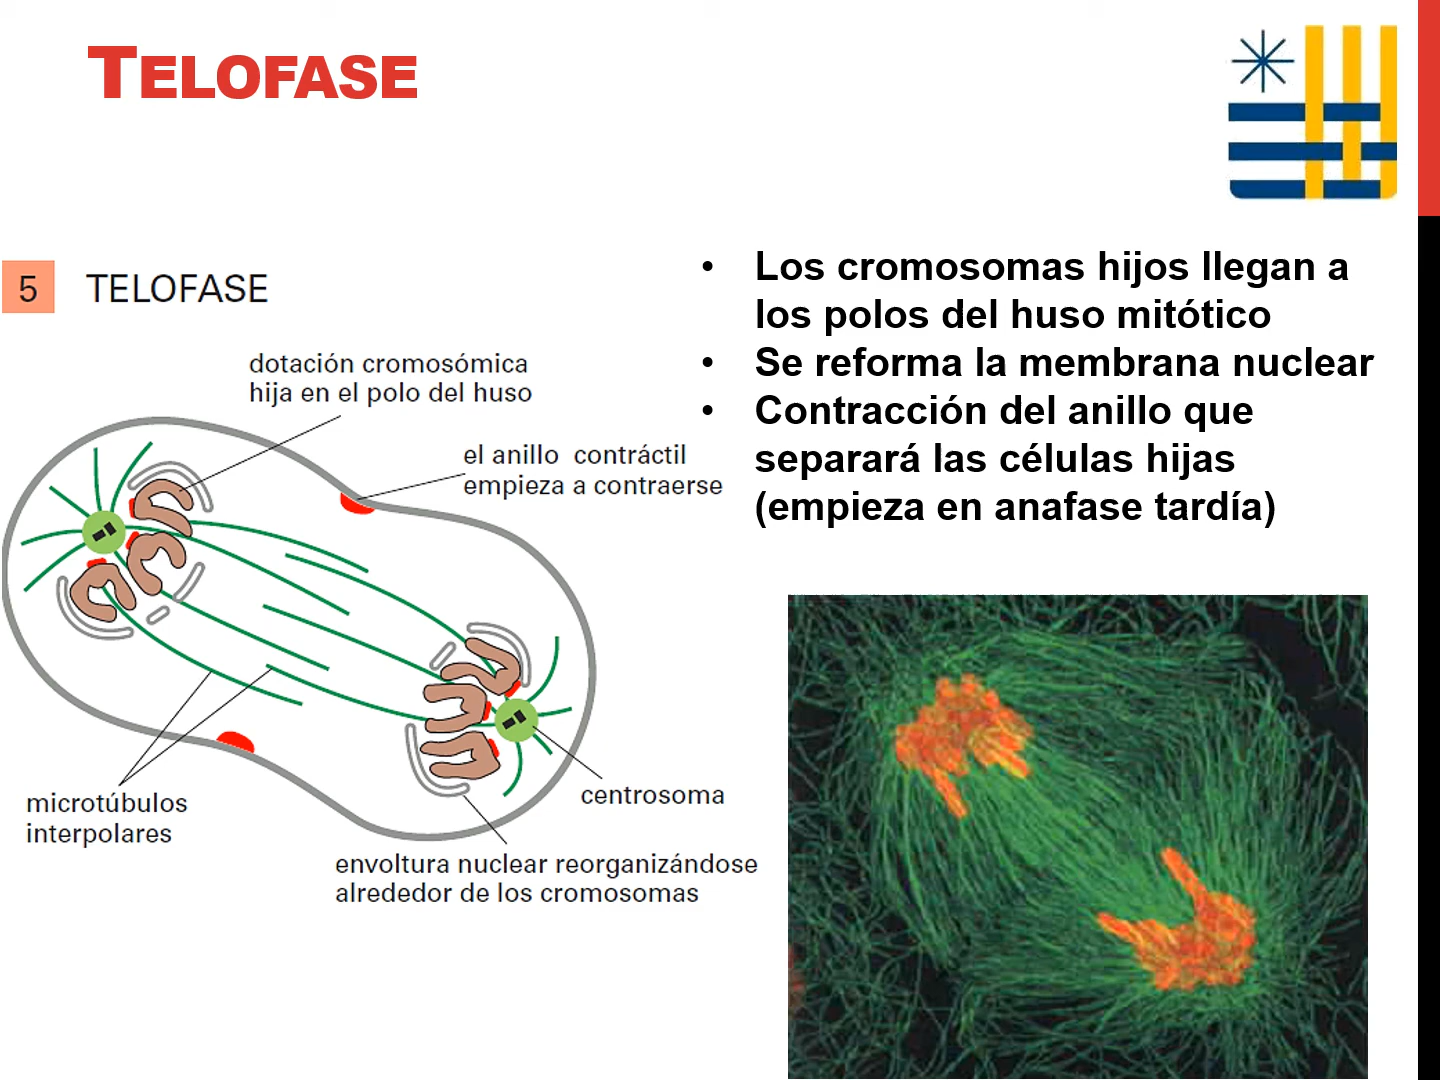 TELOFASE
5 TELOFASE
dotación cromosómica
hija en el polo del huso
el anillo contráctil
empieza a contraerse
microtúbulos
interpolares
centrosoma
envoltura nuclear reorganizándose
alrededor de los cromosomas
• Los cromosomas hijos llegan a
los polos del huso mitótico
• Se reforma la membrana nuclear
• Contracción del anillo que
separará las células hijas
(empieza en anafase tardía)